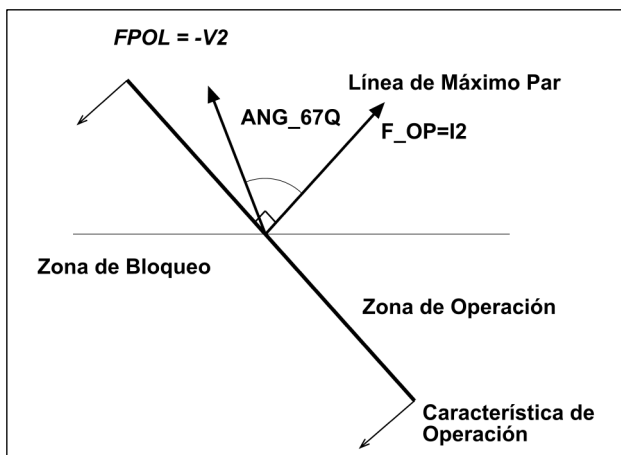 FPOL = -V2
Línea de Máximo Par
ANG_67Q
F_OP=I2
Zona de Bloqueo
Zona de Operación
Característica de
Operación